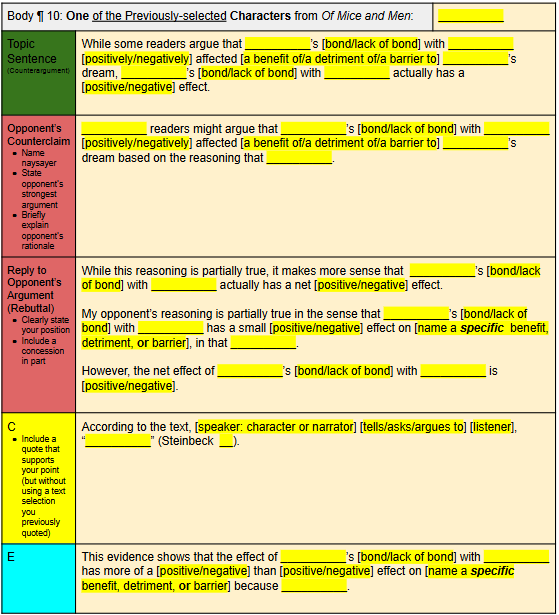 Body ¶ 10: One of the Previously-selected Characters from Of Mice and Men: __________
Topic
Sentence
(Counterargument)
While some readers argue that __________'s [bond/lack of bond] with __________
[positively/negatively] affected [a benefit of/a detriment of/a barrier to] __________'s
dream, __________'s [bond/lack of bond] with __________ actually has a
[positive/negative] effect.
Opponent's
Counterclaim
● Name
naysayer
● State
opponent's
strongest
argument
● Briefly
explain
opponent's
rationale
__________ readers might argue that __________'s [bond/lack of bond] with __________
[positively/negatively] affected [a benefit of/a detriment of/a barrier to] __________'s
dream based on the reasoning that __________.
Reply to
Opponent's
Argument
(Rebuttal)
● Clearly state
your position
● Include a
concession
in part
While this reasoning is partially true, it makes more sense that __________'s [bond/lack
of bond] with __________ actually has a net [positive/negative] effect.
My opponent's reasoning is partially true in the sense that __________'s [bond/lack of
bond] with __________ has a small [positive/negative] effect on [name a specific benefit,
detriment, or barrier], in that __________.
However, the net effect of __________'s [bond/lack of bond] with __________ is
[positive/negative].
C
● Include a
quote that
supports
your point
(but without
using a text
selection
you
previously
quoted)
According to the text, [speaker: character or narrator] [tells/asks/argues to] [listener],
"__________" (Steinbeck __).
E
This evidence shows that the effect of __________'s [bond/lack of bond] with __________
has more of a [positive/negative] than [positive/negative] effect on [name a specific
benefit, detriment, or barrier] because __________.